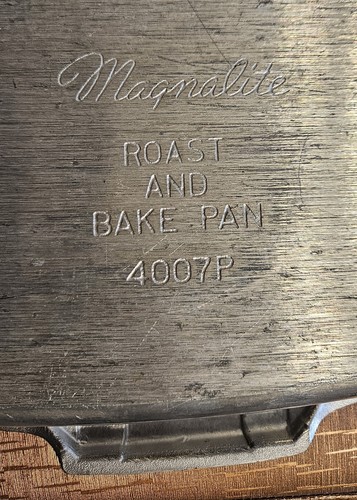 Magnalite
ROAST
AND
BAKE PAN
4007P